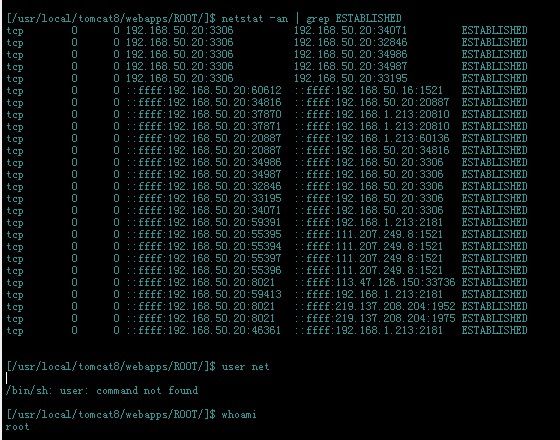 [/usr/local/tomcat8/webapps/ROOT/]$ netstat -an | grep ESTABLISHED
tcp 0 0 192.168.50.20:3306 192.168.50.20:34071 ESTABLISHED
tcp 0 0 192.168.50.20:3306 192.168.50.20:32846 ESTABLISHED
tcp 0 0 192.168.50.20:3306 192.168.50.20:34986 ESTABLISHED
tcp 0 0 192.168.50.20:3306 192.168.50.20:34987 ESTABLISHED
tcp 0 0 192.168.50.20:3306 192.168.50.20:33195 ESTABLISHED
tcp 0 0 ::ffff:192.168.50.20:60612 ::ffff:192.168.50.16:1521 ESTABLISHED
tcp 0 0 ::ffff:192.168.50.20:34816 ::ffff:192.168.50.20:20887 ESTABLISHED
tcp 0 0 ::ffff:192.168.50.20:37870 ::ffff:192.168.1.213:20810 ESTABLISHED
tcp 0 0 ::ffff:192.168.50.20:37871 ::ffff:192.168.1.213:20810 ESTABLISHED
tcp 0 0 ::ffff:192.168.50.20:20887 ::ffff:192.168.1.213:60136 ESTABLISHED
tcp 0 0 ::ffff:192.168.50.20:20887 ::ffff:192.168.50.20:34816 ESTABLISHED
tcp 0 0 ::ffff:192.168.50.20:34986 ::ffff:192.168.50.20:3306 ESTABLISHED
tcp 0 0 ::ffff:192.168.50.20:34987 ::ffff:192.168.50.20:3306 ESTABLISHED
tcp 0 0 ::ffff:192.168.50.20:32846 ::ffff:192.168.50.20:3306 ESTABLISHED
tcp 0 0 ::ffff:192.168.50.20:33195 ::ffff:192.168.50.20:3306 ESTABLISHED
tcp 0 0 ::ffff:192.168.50.20:34071 ::ffff:192.168.50.20:3306 ESTABLISHED
tcp 0 0 ::ffff:192.168.50.20:59391 ::ffff:192.168.1.213:2181 ESTABLISHED
tcp 0 0 ::ffff:192.168.50.20:55395 ::ffff:111.207.249.8:1521 ESTABLISHED
tcp 0 0 ::ffff:192.168.50.20:55394 ::ffff:111.207.249.8:1521 ESTABLISHED
tcp 0 0 ::ffff:192.168.50.20:55397 ::ffff:111.207.249.8:1521 ESTABLISHED
tcp 0 0 ::ffff:192.168.50.20:55396 ::ffff:111.207.249.8:1521 ESTABLISHED
tcp 0 0 ::ffff:192.168.50.20:8021 ::ffff:113.47.126.150:33736 ESTABLISHED
tcp 0 0 ::ffff:192.168.50.20:59413 ::ffff:192.168.1.213:2181 ESTABLISHED
tcp 0 0 ::ffff:192.168.50.20:8021 ::ffff:219.137.208.204:1952 ESTABLISHED
tcp 0 0 ::ffff:192.168.50.20:8021 ::ffff:219.137.208.204:1975 ESTABLISHED
tcp 0 0 ::ffff:192.168.50.20:46361 ::ffff:192.168.1.213:2181 ESTABLISHED
[/usr/local/tomcat8/webapps/ROOT/]$ user net
/bin/sh: user: command not found
[/usr/local/tomcat8/webapps/ROOT/]$ whoami
root